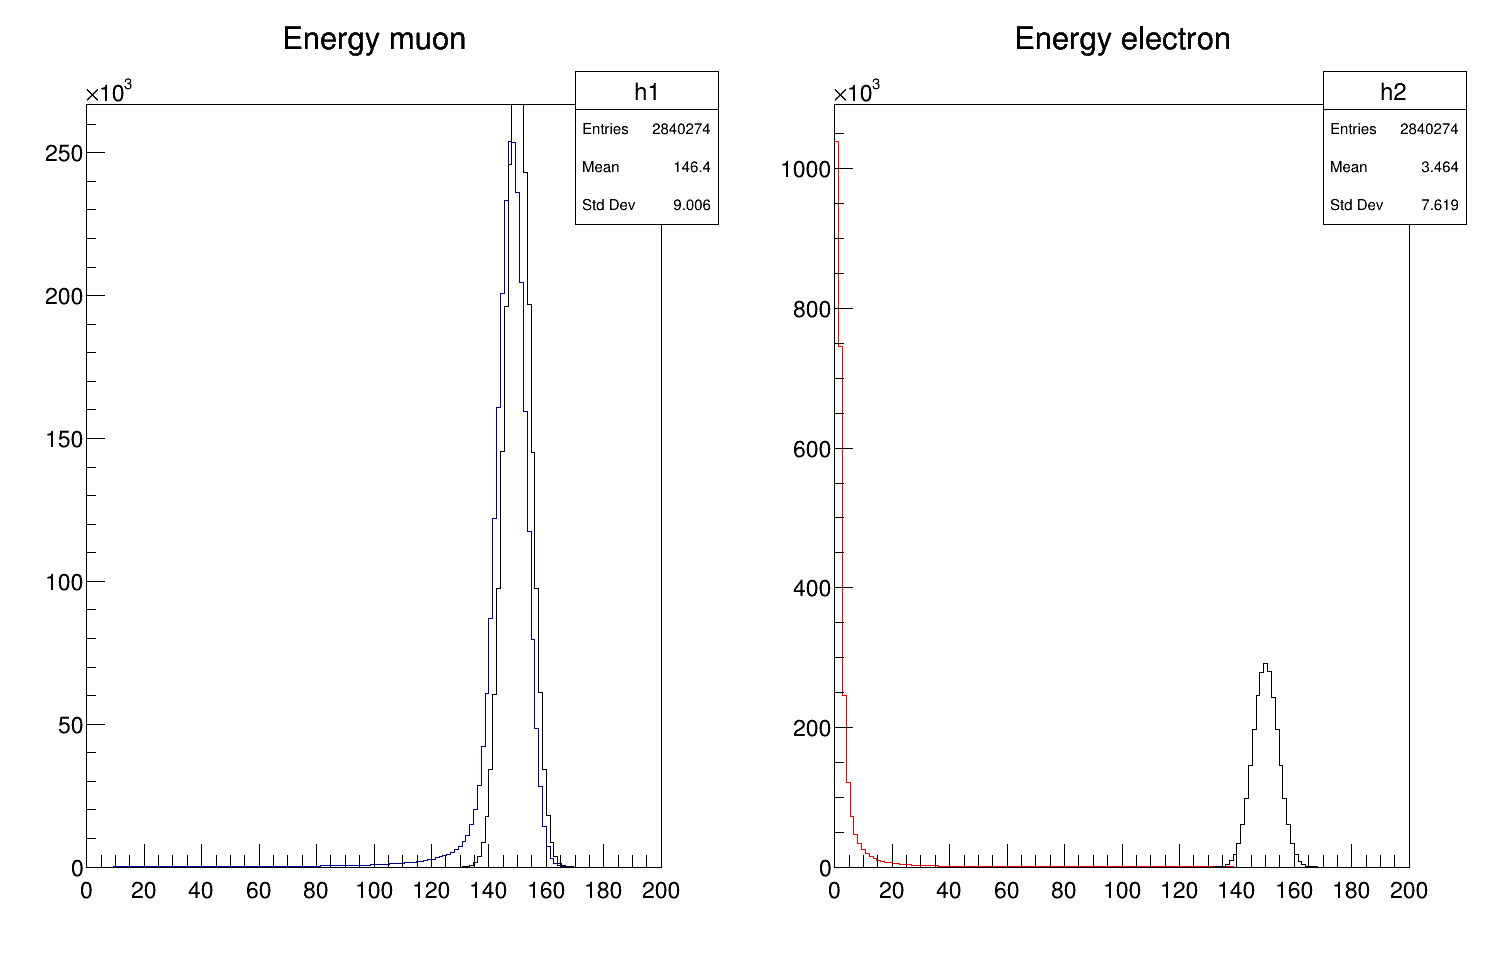 Energy muon
×10³
h1
Entries 2840274
Mean 146.4
Std Dev 9.006
250
200
150
100
50
0
0 20 40 60 80 100 120 140 160 180 200
Energy electron
×10³
h2
Entries 2840274
Mean 3.464
Std Dev 7.619
1000
800
600
400
200
0
0 20 40 60 80 100 120 140 160 180 200